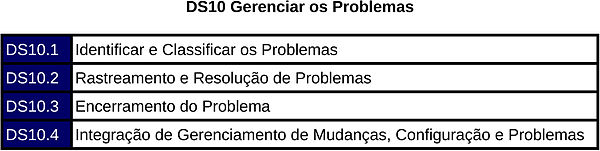 DS10 Gerenciar os Problemas
DS10.1 Identificar e Classificar os Problemas
DS10.2 Rastreamento e Resolução de Problemas
DS10.3 Encerramento do Problema
DS10.4 Integração de Gerenciamento de Mudanças, Configuração e Problemas